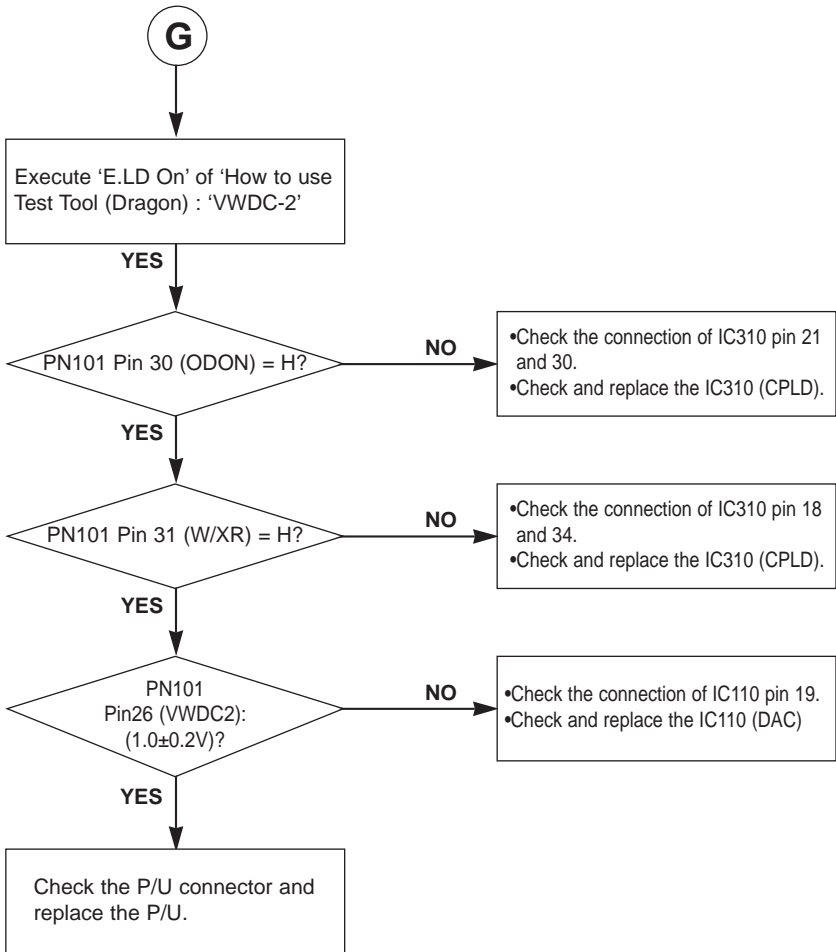 G
Execute ‘E.LD On’ of ‘How to use
Test Tool (Dragon) : ‘VWDC-2’
YES
PN101 Pin 30 (ODON) = H?
NO
•Check the connection of IC310 pin 21
and 30.
•Check and replace the IC310 (CPLD).
YES
PN101 Pin 31 (W/XR) = H?
NO
•Check the connection of IC310 pin 18
and 34.
•Check and replace the IC310 (CPLD).
YES
PN101
Pin26 (VWDC2):
(1.0±0.2V)?
NO
•Check the connection of IC110 pin 19.
•Check and replace the IC110 (DAC)
YES
Check the P/U connector and
replace the P/U.